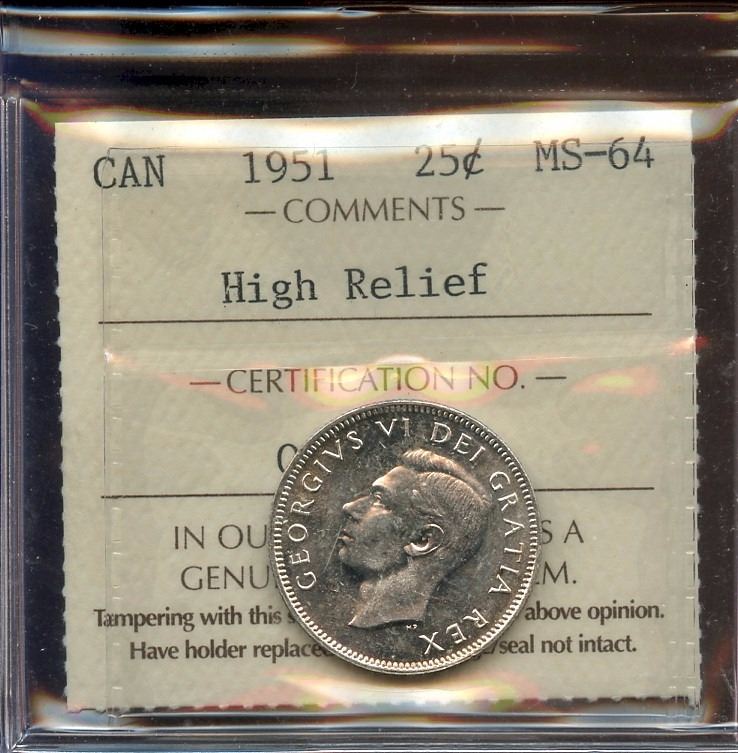 CAN 1951 25¢ MS-64
— COMMENTS —
High Relief
— CERTIFICATION NO. —
GEORGIVS VI DEI GRATIA REX
HP
IN OU S A
GENU M.
Tampering with this s above opinion.
Have holder replace /seal not intact.